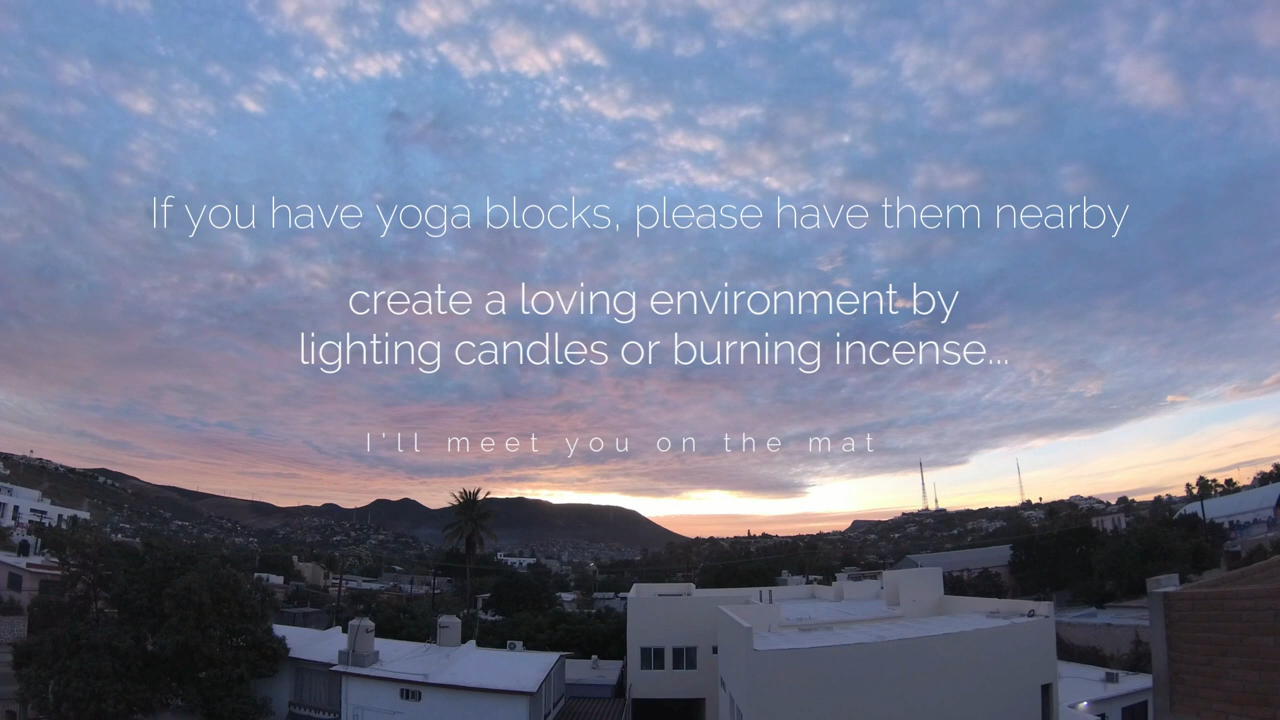 If you have yoga blocks, please have them nearby
create a loving environment by
lighting candles or burning incense...
I'll meet you on the mat